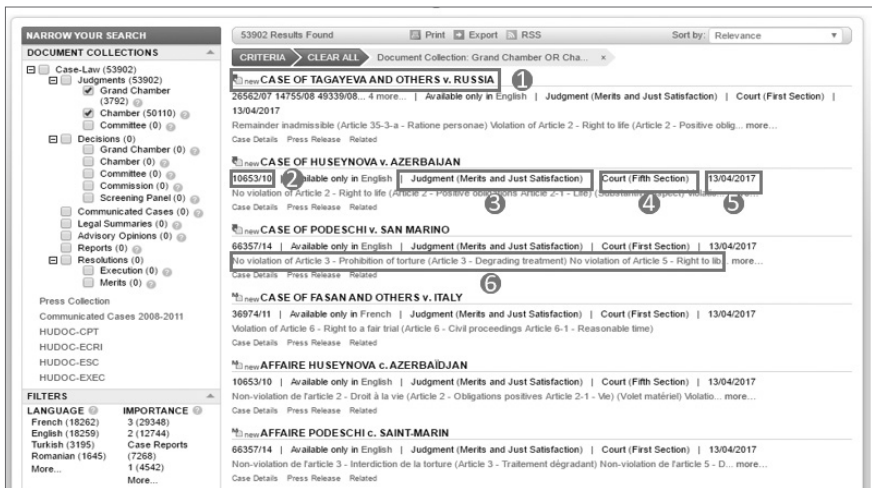 NARROW YOUR SEARCH
DOCUMENT COLLECTIONS
Case-Law (53902)
Judgments (53902)
Grand Chamber
(3792)
Chamber (50110)
Committee (0)
Decisions (0)
Grand Chamber (0)
Chamber (0)
Committee (0)
Commission (0)
Screening Panel (0)
Communicated Cases (0)
Legal Summaries (0)
Advisory Opinions (0)
Reports (0)
Resolutions (0)
Execution (0)
Merits (0)
Press Collection
Communicated Cases 2008-2011
HUDOC-CPT
HUDOC-ECRI
HUDOC-ESC
HUDOC-EXEC
FILTERS
LANGUAGE IMPORTANCE
French (18262) 3 (29348)
English (18259) 2 (12744)
Turkish (3195) Case Reports
Romanian (1645) (7268)
More... 1 (4542)
More...
53902 Results Found Print Export RSS Sort by: Relevance
CRITERIA CLEAR ALL Document Collection: Grand Chamber OR Cha... ×
new CASE OF TAGAYEVA AND OTHERS v. RUSSIA 1
26562/07 14755/08 49339/08... 4 more... | Available only in English | Judgment (Merits and Just Satisfaction) | Court (First Section) |
13/04/2017
Remainder inadmissible (Article 35-3-a - Ratione personae) Violation of Article 2 - Right to life (Article 2 - Positive oblig... more...
Case Details Press Release Related
new CASE OF HUSEYNOVA v. AZERBAIJAN
10653/10 2 Available only in English | Judgment (Merits and Just Satisfaction) | Court (Fifth Section) | 13/04/2017
No violation of Article 2 - Right to life (Article 2 - Positive obligations Article 2-1 - Life) (Substantive aspect)
3 4 5
Case Details Press Release Related
new CASE OF PODESCHI v. SAN MARINO
66357/14 | Available only in English | Judgment (Merits and Just Satisfaction) | Court (First Section) | 13/04/2017
No violation of Article 3 - Prohibition of torture (Article 3 - Degrading treatment) No violation of Article 5 - Right to lib... more...
Case Details Press Release Related 6
new CASE OF FASAN AND OTHERS v. ITALY
36974/11 | Available only in French | Judgment (Merits and Just Satisfaction) | Court (First Section) | 13/04/2017
Violation of Article 6 - Right to a fair trial (Article 6 - Civil proceedings Article 6-1 - Reasonable time)
Case Details Press Release Related
new AFFAIRE HUSEYNOVA c. AZERBAÏDJAN
10653/10 | Available only in English | Judgment (Merits and Just Satisfaction) | Court (Fifth Section) | 13/04/2017
Non-violation de l'article 2 - Droit à la vie (Article 2 - Obligations positives Article 2-1 - Vie) (Volet matériel) Violatio... more...
Case Details Press Release Related
new AFFAIRE PODESCHI c. SAINT-MARIN
66357/14 | Available only in English | Judgment (Merits and Just Satisfaction) | Court (First Section) | 13/04/2017
Non-violation de l'article 3 - Interdiction de la torture (Article 3 - Traitement dégradant) Non-violation de l'article 5 - D... more...
Case Details Press Release Related